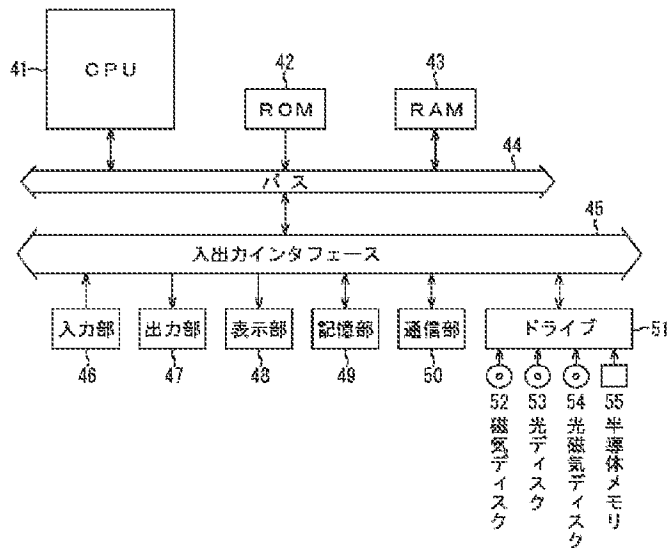 41
CPU
42
ROM
43
RAM
44
バス
45
入出力インタフェース
入力部
出力部
表示部
記憶部
通信部
ドライブ
46
47
48
49
50
51
52 磁気ディスク
53 光ディスク
54 光磁気ディスク
55 半導体メモリ